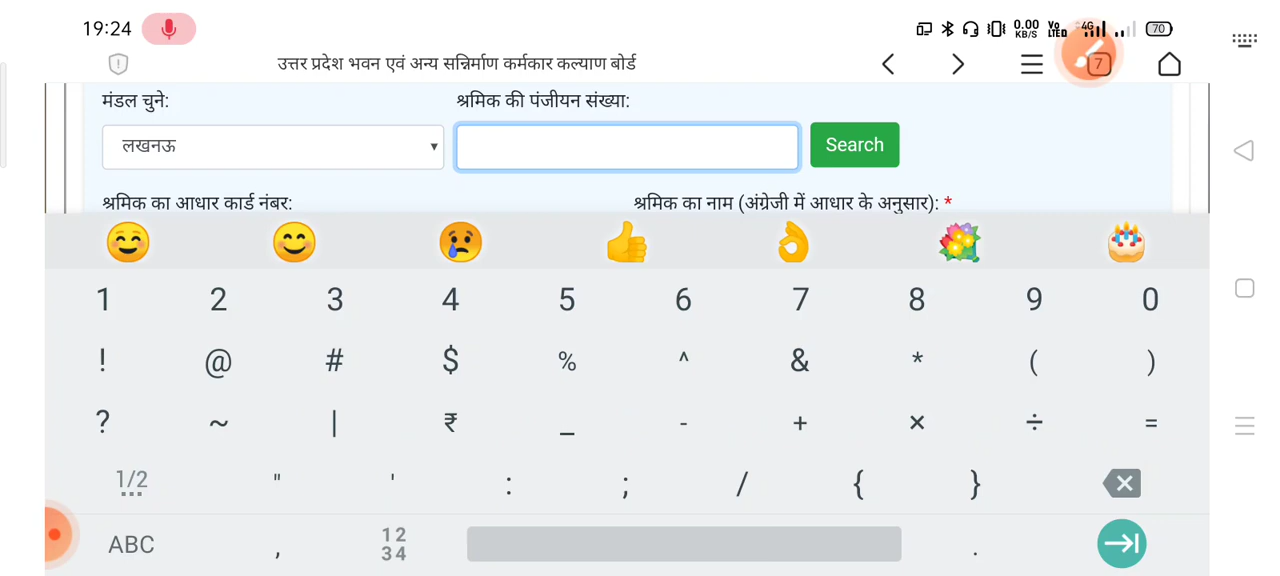 19:24 0.00 KB/S Vo LTED 4G 70
उत्तर प्रदेश भवन एवं अन्य सन्निर्माण कर्मकार कल्याण बोर्ड 7
मंडल चुने: श्रमिक की पंजीयन संख्या:
लखनऊ Search
श्रमिक का आधार कार्ड नंबर: श्रमिक का नाम (अंग्रेजी में आधार के अनुसार): *
1 2 3 4 5 6 7 8 9 0
! @ # $ % ^ & * ( )
? ~ | ₹ _ - + × ÷ =
1/2 " ' : ; / { }
ABC , 12 34 .